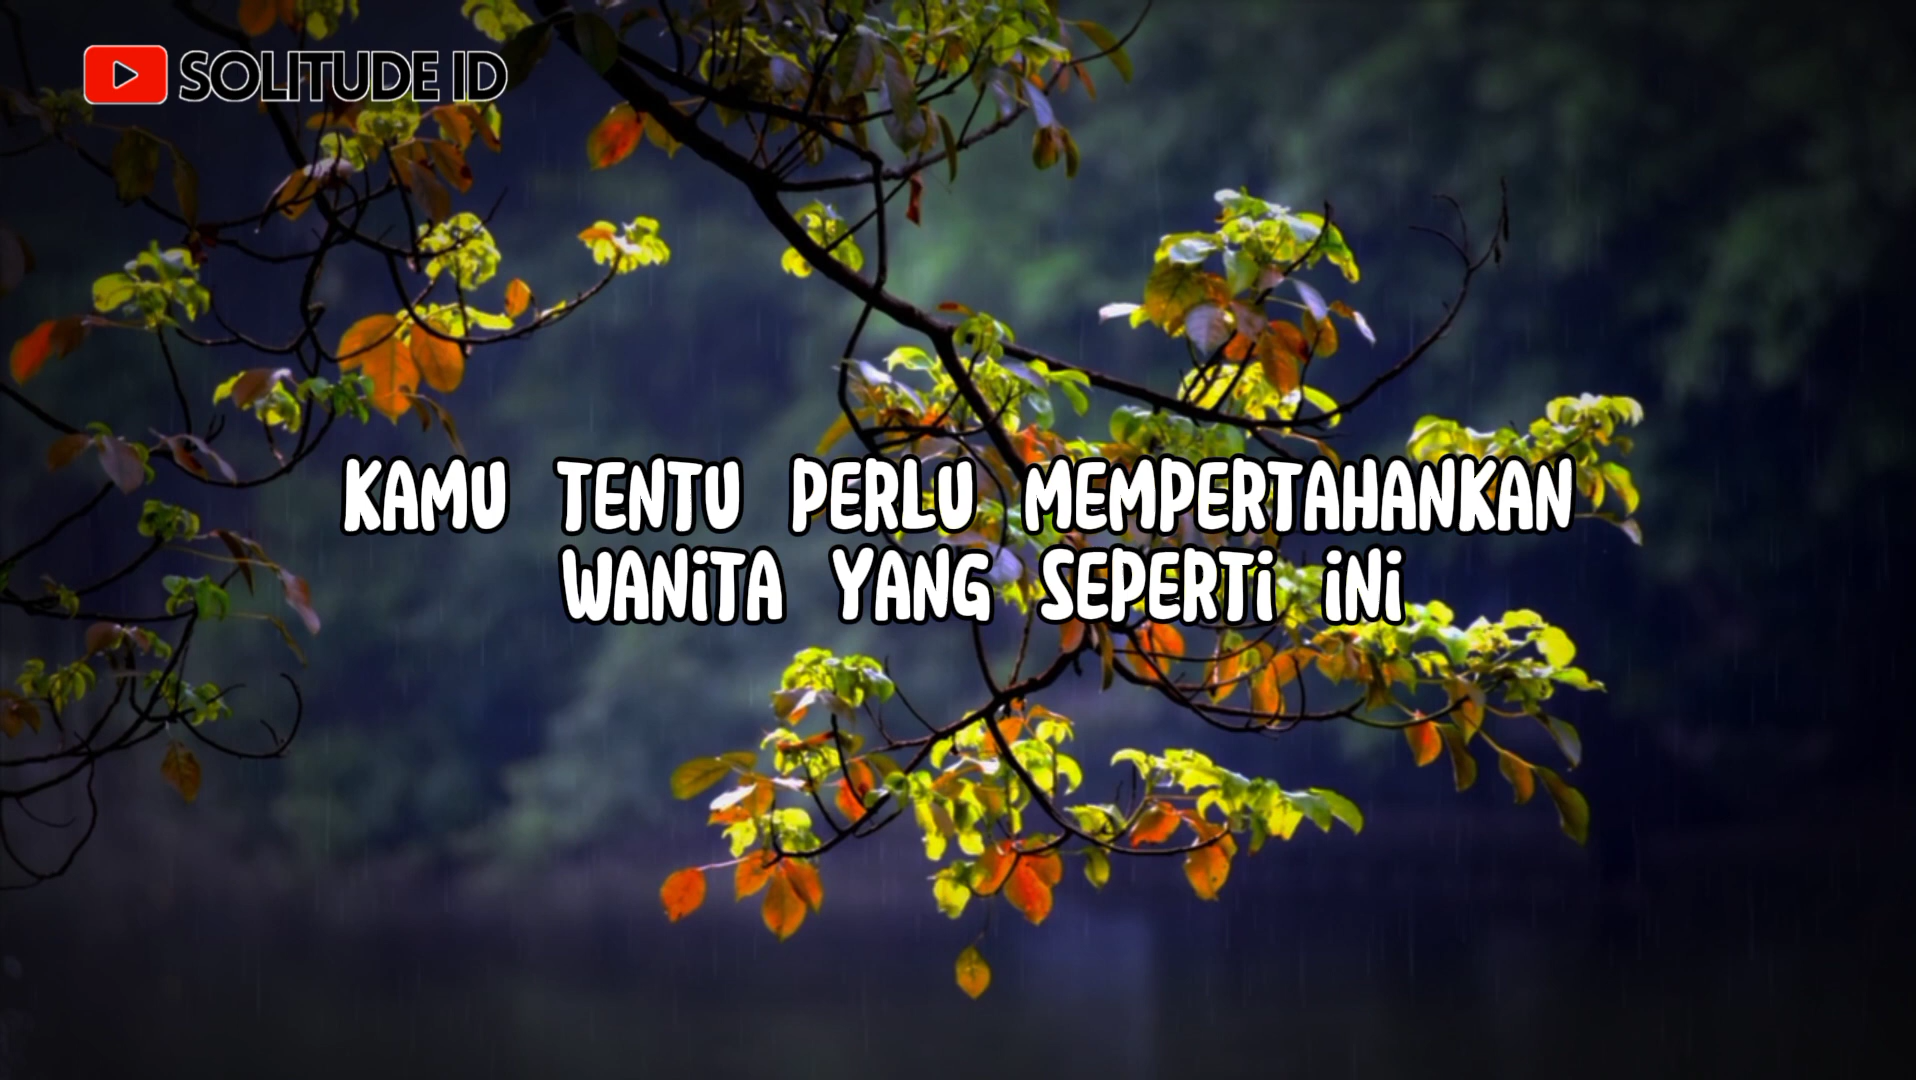 SOLITUDE ID
KAMU TENTU PERLU MEMPERTAHANKAN
WANiTA YANG SEPERTi iNi